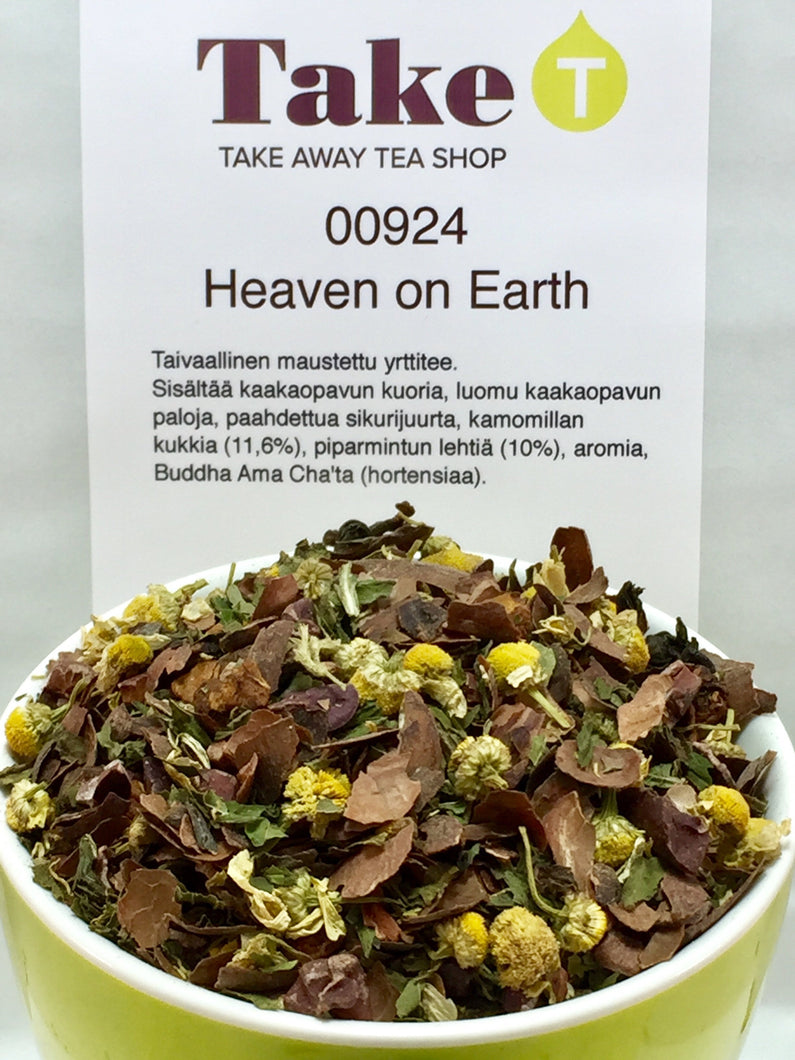 Take T
TAKE AWAY TEA SHOP
00924
Heaven on Earth
Taivaallinen maustettu yrttitee.
Sisältää kaakaopavun kuoria, luomu kaakaopavun
paloja, paahdettua sikurijuurta, kamomillan
kukkia (11,6%), piparmintun lehtiä (10%), aromia,
Buddha Ama Cha'ta (hortensiaa).